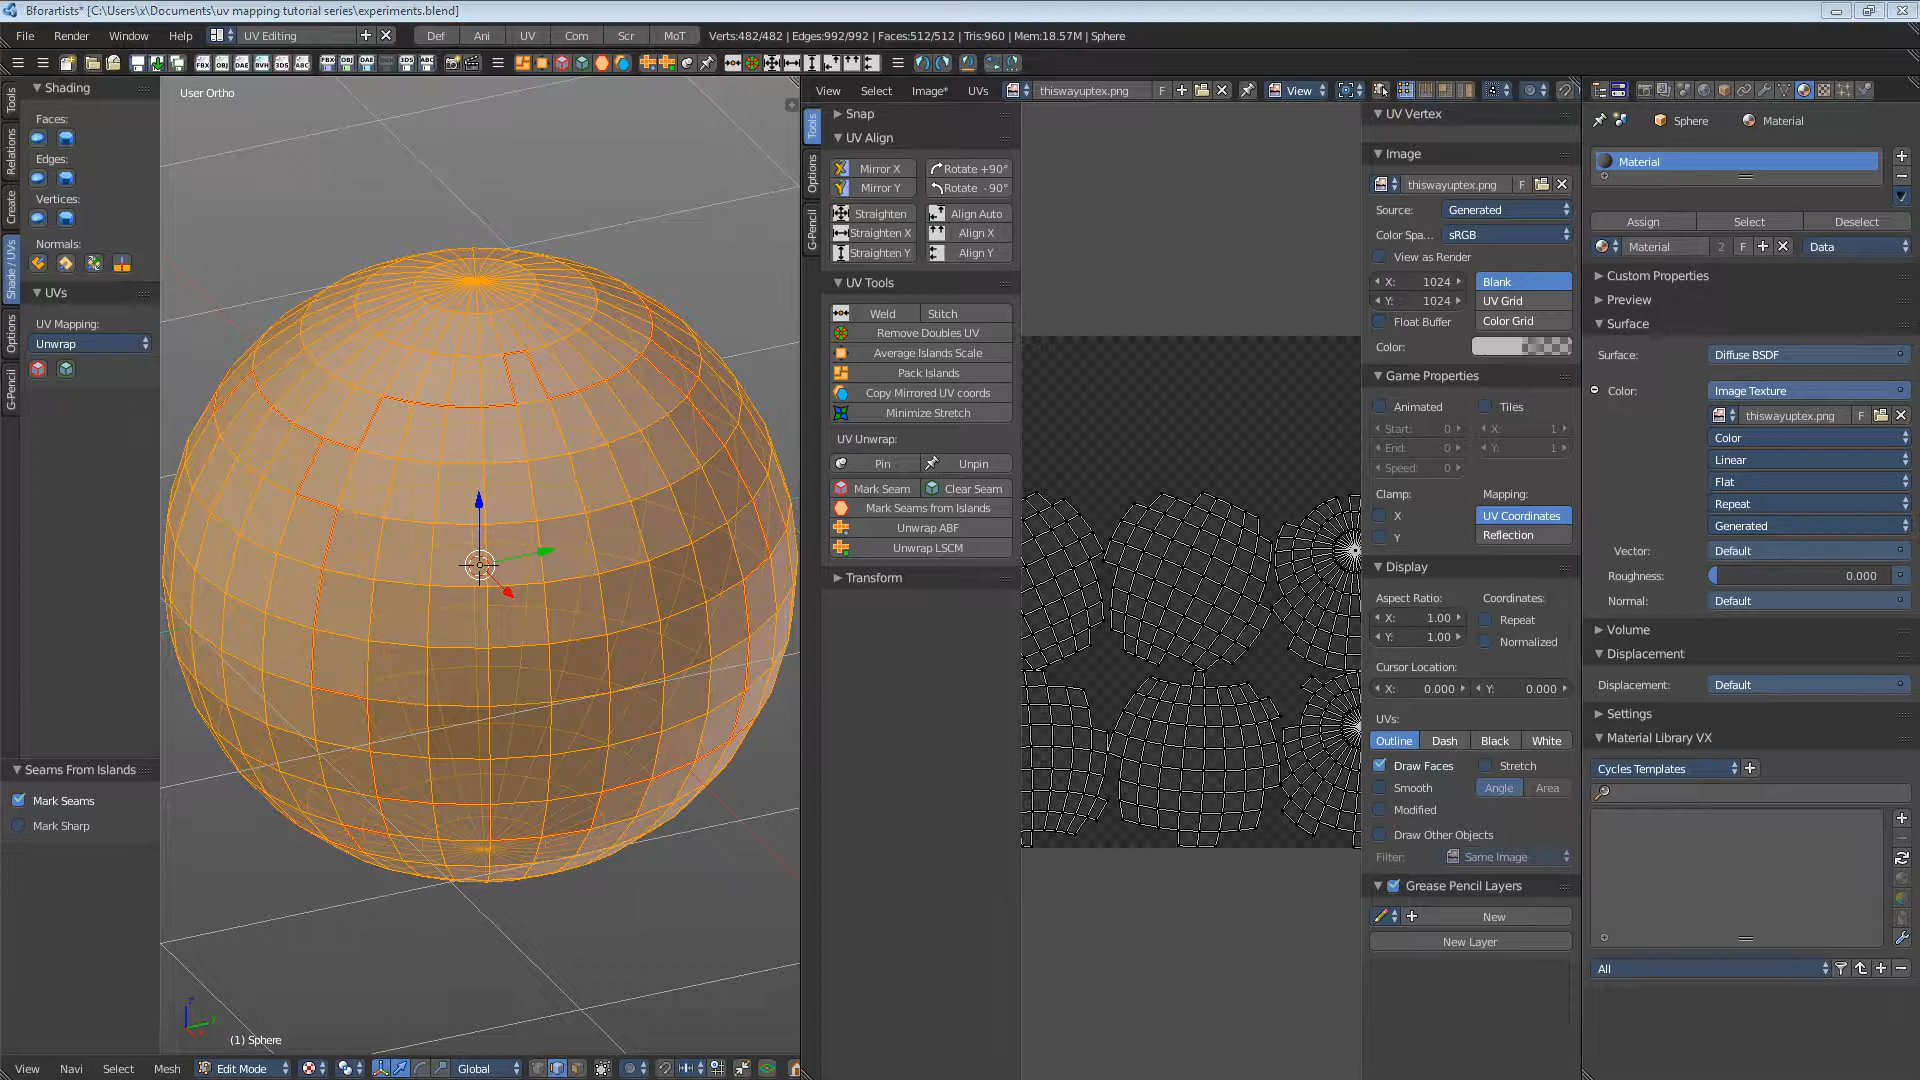 Bforartists* [C:\Users\x\Documents\uv mapping tutorial series\experiments.blend]
File Render Window Help UV Editing Def Ani UV Com Scr MoT Verts:482/482 | Edges:992/992 | Faces:512/512 | Tris:960 | Mem:18.57M | Sphere
Tools
Relations
Create
Shade / UVs
Options
G-Pencil
Shading
Faces:
Edges:
Vertices:
Normals:
UVs
UV Mapping:
Unwrap
Seams From Islands
Mark Seams
Mark Sharp
User Ortho
(1) Sphere
View Navi Select Mesh Edit Mode Global
View Select Image* UVs thiswayuptex.png F View
Tools
Options
G-Pencil
Snap
UV Align
Mirror X Rotate +90°
Mirror Y Rotate - 90°
Straighten Align Auto
Straighten X Align X
Straighten Y Align Y
UV Tools
Weld Stitch
Remove Doubles UV
Average Islands Scale
Pack Islands
Copy Mirrored UV coords
Minimize Stretch
UV Unwrap:
Pin Unpin
Mark Seam Clear Seam
Mark Seams from Islands
Unwrap ABF
Unwrap LSCM
Transform
UV Vertex
Image
thiswayuptex.png F
Source: Generated
Color Spa... sRGB
View as Render
X: 1024 Blank
Y: 1024 UV Grid
Float Buffer Color Grid
Color:
Game Properties
Animated Tiles
Start: 0 X: 1
End: 0 Y: 1
Speed: 0
Clamp: Mapping:
X UV Coordinates
Y Reflection
Display
Aspect Ratio: Coordinates:
X: 1.00 Repeat
Y: 1.00 Normalized
Cursor Location:
X: 0.000 Y: 0.000
UVs:
Outline Dash Black White
Draw Faces Stretch
Smooth Angle Area
Modified
Draw Other Objects
Filter: Same Image
Grease Pencil Layers
New
New Layer
Sphere Material
Material
Assign Select Deselect
Material 2 F Data
Custom Properties
Preview
Surface
Surface: Diffuse BSDF
Color: Image Texture
thiswayuptex.png F
Color
Linear
Flat
Repeat
Generated
Vector: Default
Roughness: 0.000
Normal: Default
Volume
Displacement
Displacement: Default
Settings
Material Library VX
Cycles Templates
All